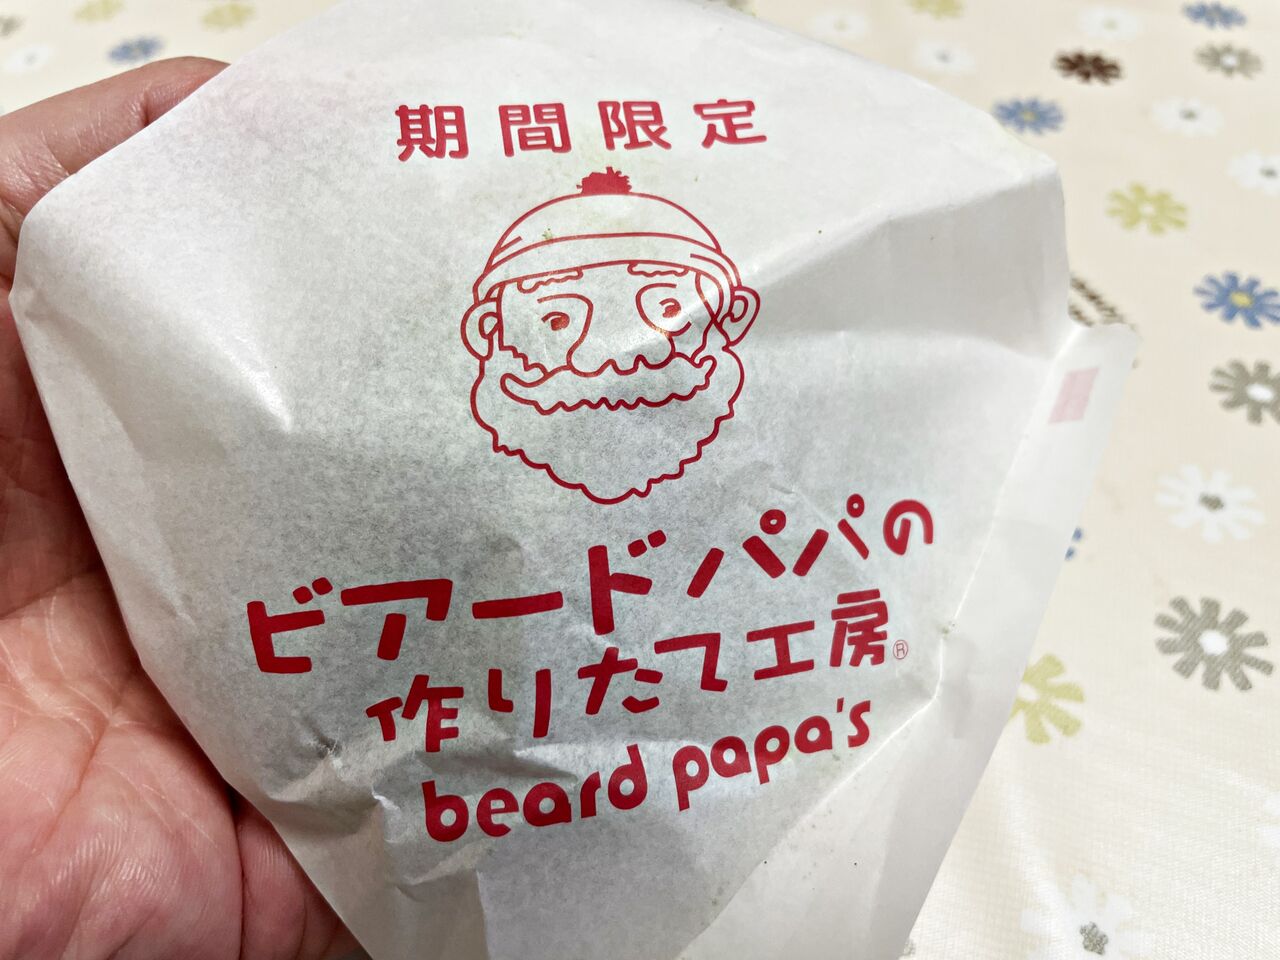 期間限定
ビアードパパの
作りたて工房®
beard papa's